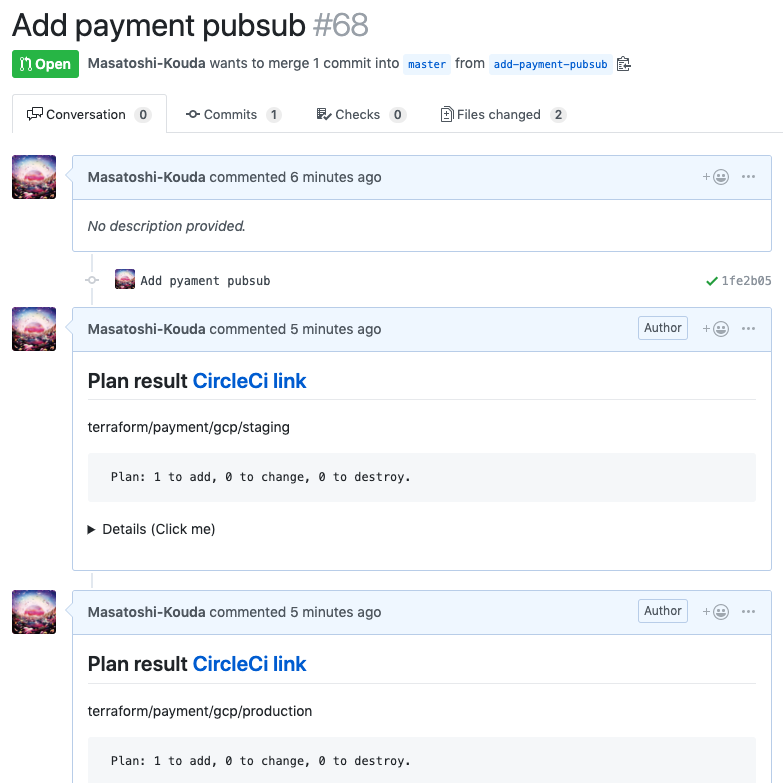 Add payment pubsub #68
Open Masatoshi-Kouda wants to merge 1 commit into master from add-payment-pubsub
Conversation 0 Commits 1 Checks 0 Files changed 2
Masatoshi-Kouda commented 6 minutes ago
No description provided.
Add pyament pubsub 1fe2b05
Masatoshi-Kouda commented 5 minutes ago Author
Plan result CircleCi link
terraform/payment/gcp/staging
Plan: 1 to add, 0 to change, 0 to destroy.
Details (Click me)
Masatoshi-Kouda commented 5 minutes ago Author
Plan result CircleCi link
terraform/payment/gcp/production
Plan: 1 to add, 0 to change, 0 to destroy.